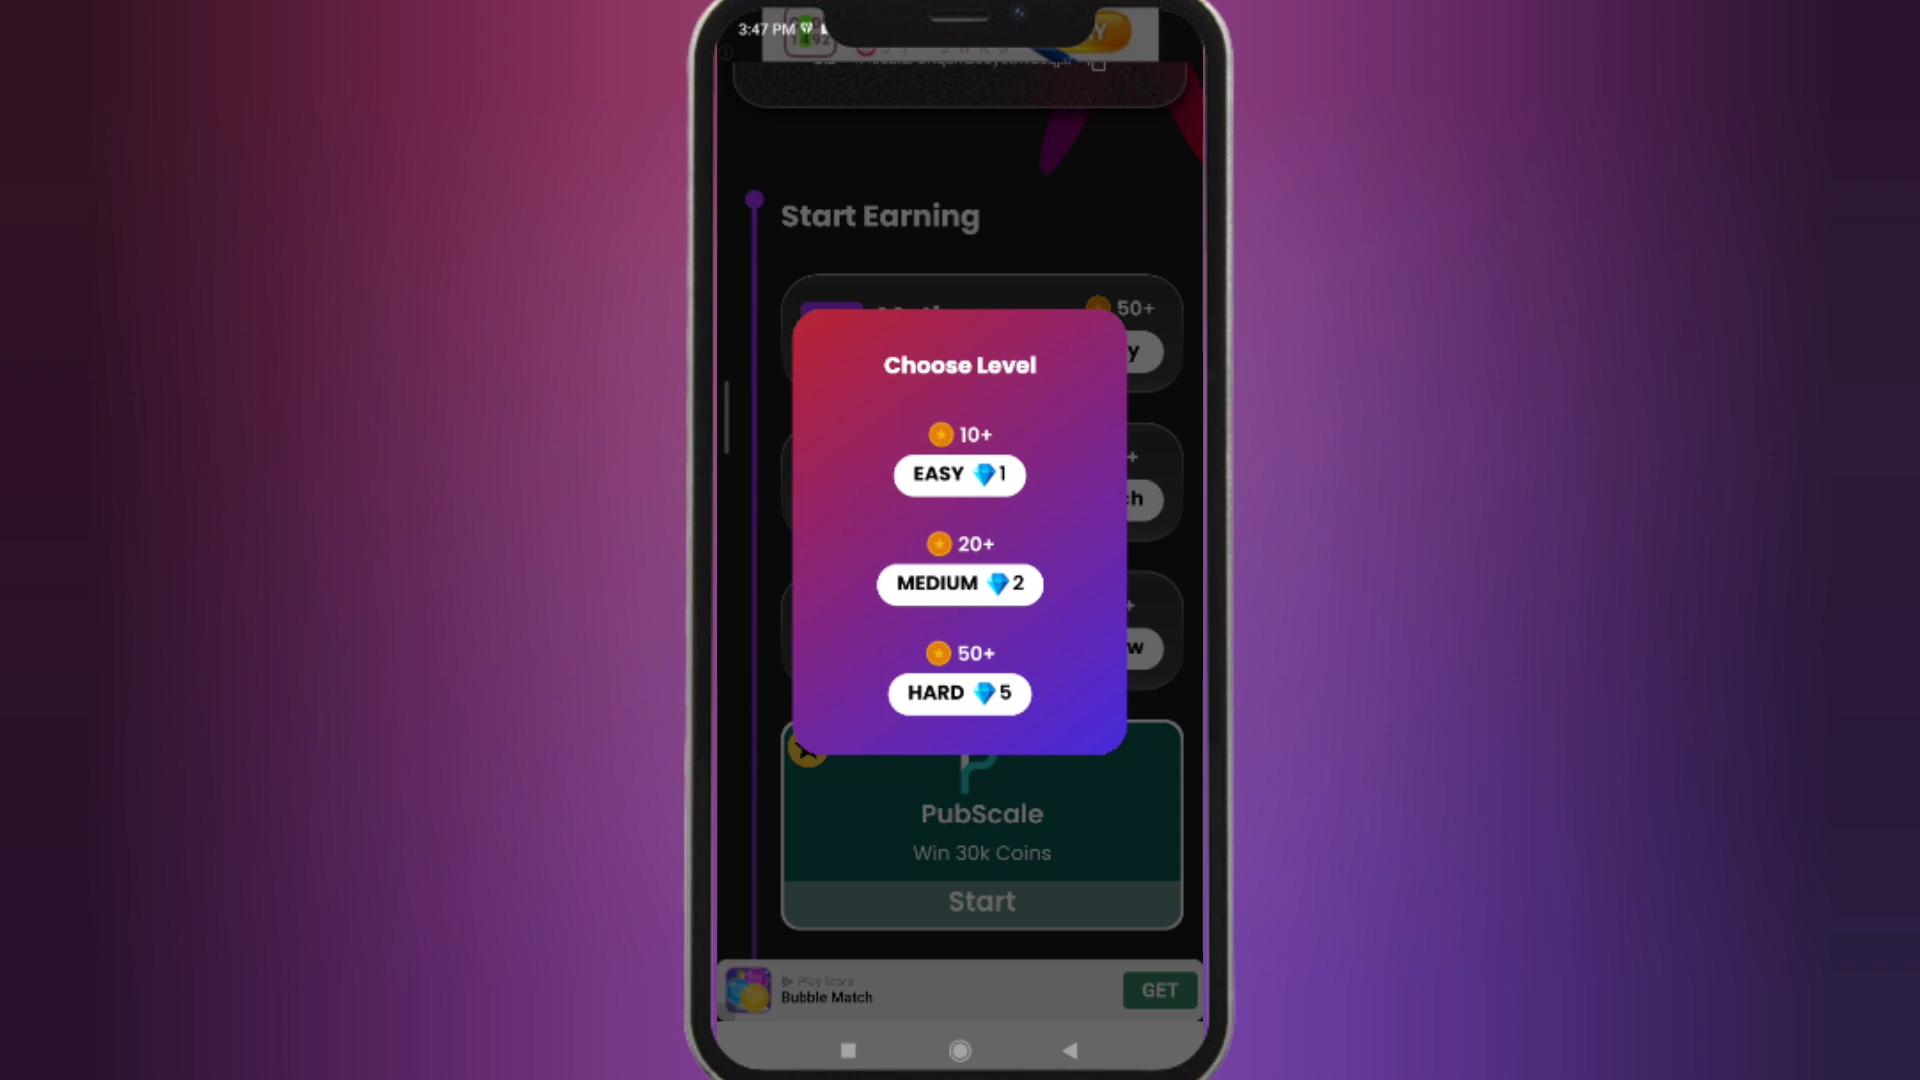 3:47 PM
Start Earning
50+
y
Choose Level
10+
EASY 💎1
+
ch
20+
MEDIUM 💎2
+
w
50+
HARD 💎5
PubScale
Win 30k Coins
Start
Play Store
Bubble Match
GET